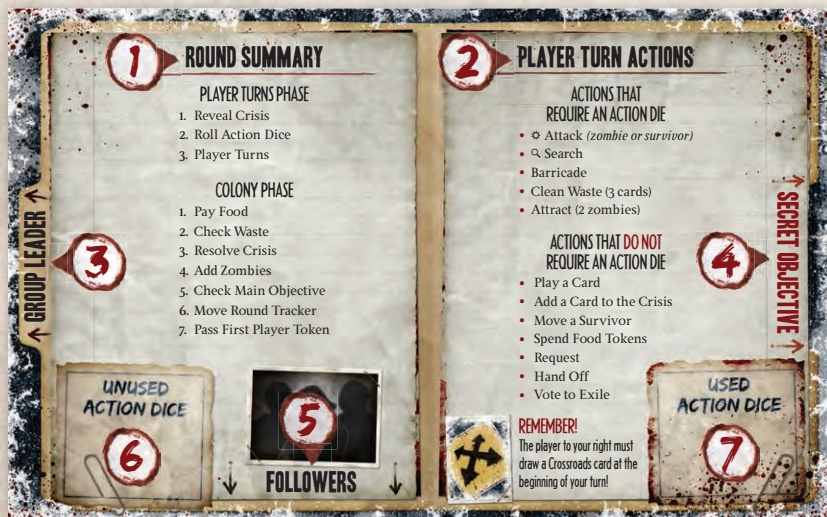 1
ROUND SUMMARY
PLAYER TURNS PHASE
1. Reveal Crisis
2. Roll Action Dice
3. Player Turns
COLONY PHASE
1. Pay Food
2. Check Waste
3. Resolve Crisis
4. Add Zombies
5. Check Main Objective
6. Move Round Tracker
7. Pass First Player Token
GROUP LEADER
3
UNUSED
ACTION DICE
6
5
FOLLOWERS
2
PLAYER TURN ACTIONS
ACTIONS THAT
REQUIRE AN ACTION DIE
• Attack (zombie or survivor)
• Search
• Barricade
• Clean Waste (3 cards)
• Attract (2 zombies)
ACTIONS THAT DO NOT
REQUIRE AN ACTION DIE
• Play a Card
• Add a Card to the Crisis
• Move a Survivor
• Spend Food Tokens
• Request
• Hand Off
• Vote to Exile
REMEMBER!
The player to your right must
draw a Crossroads card at the
beginning of your turn!
4
SECRET OBJECTIVE
USED
ACTION DICE
7